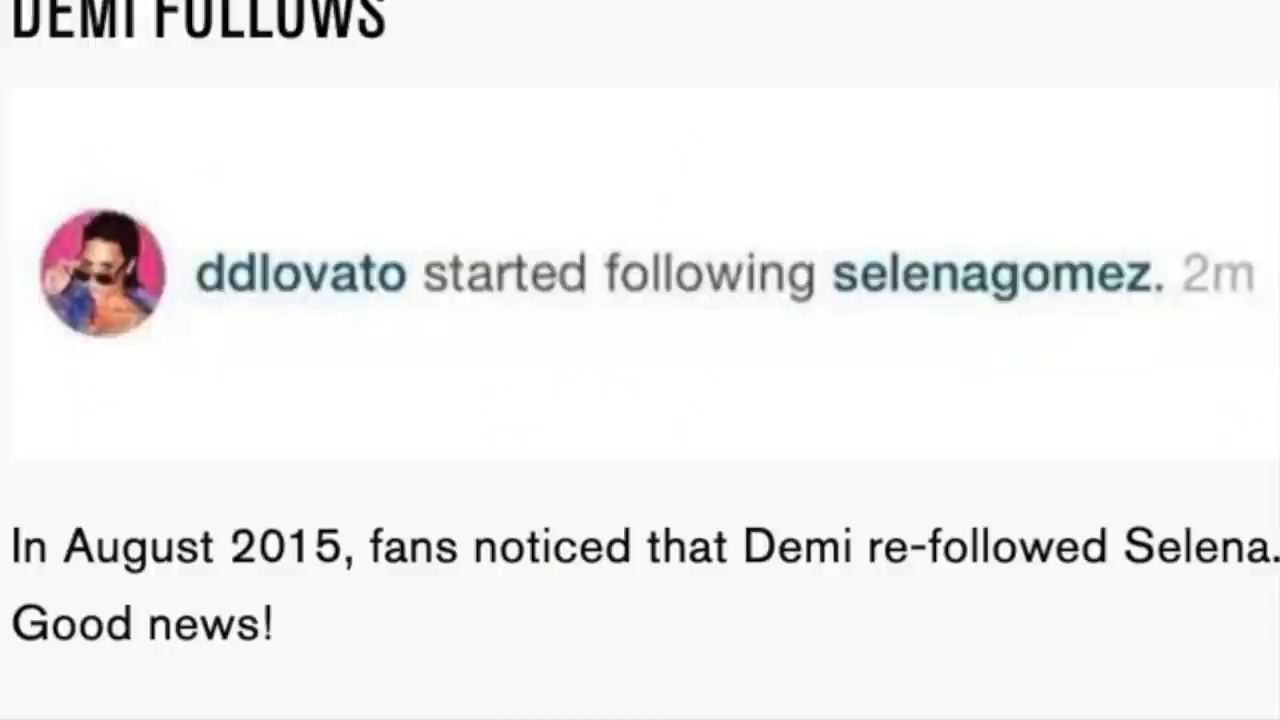 DEMI FOLLOWS
ddlovato started following selenagomez. 2m
In August 2015, fans noticed that Demi re-followed Selena.
Good news!